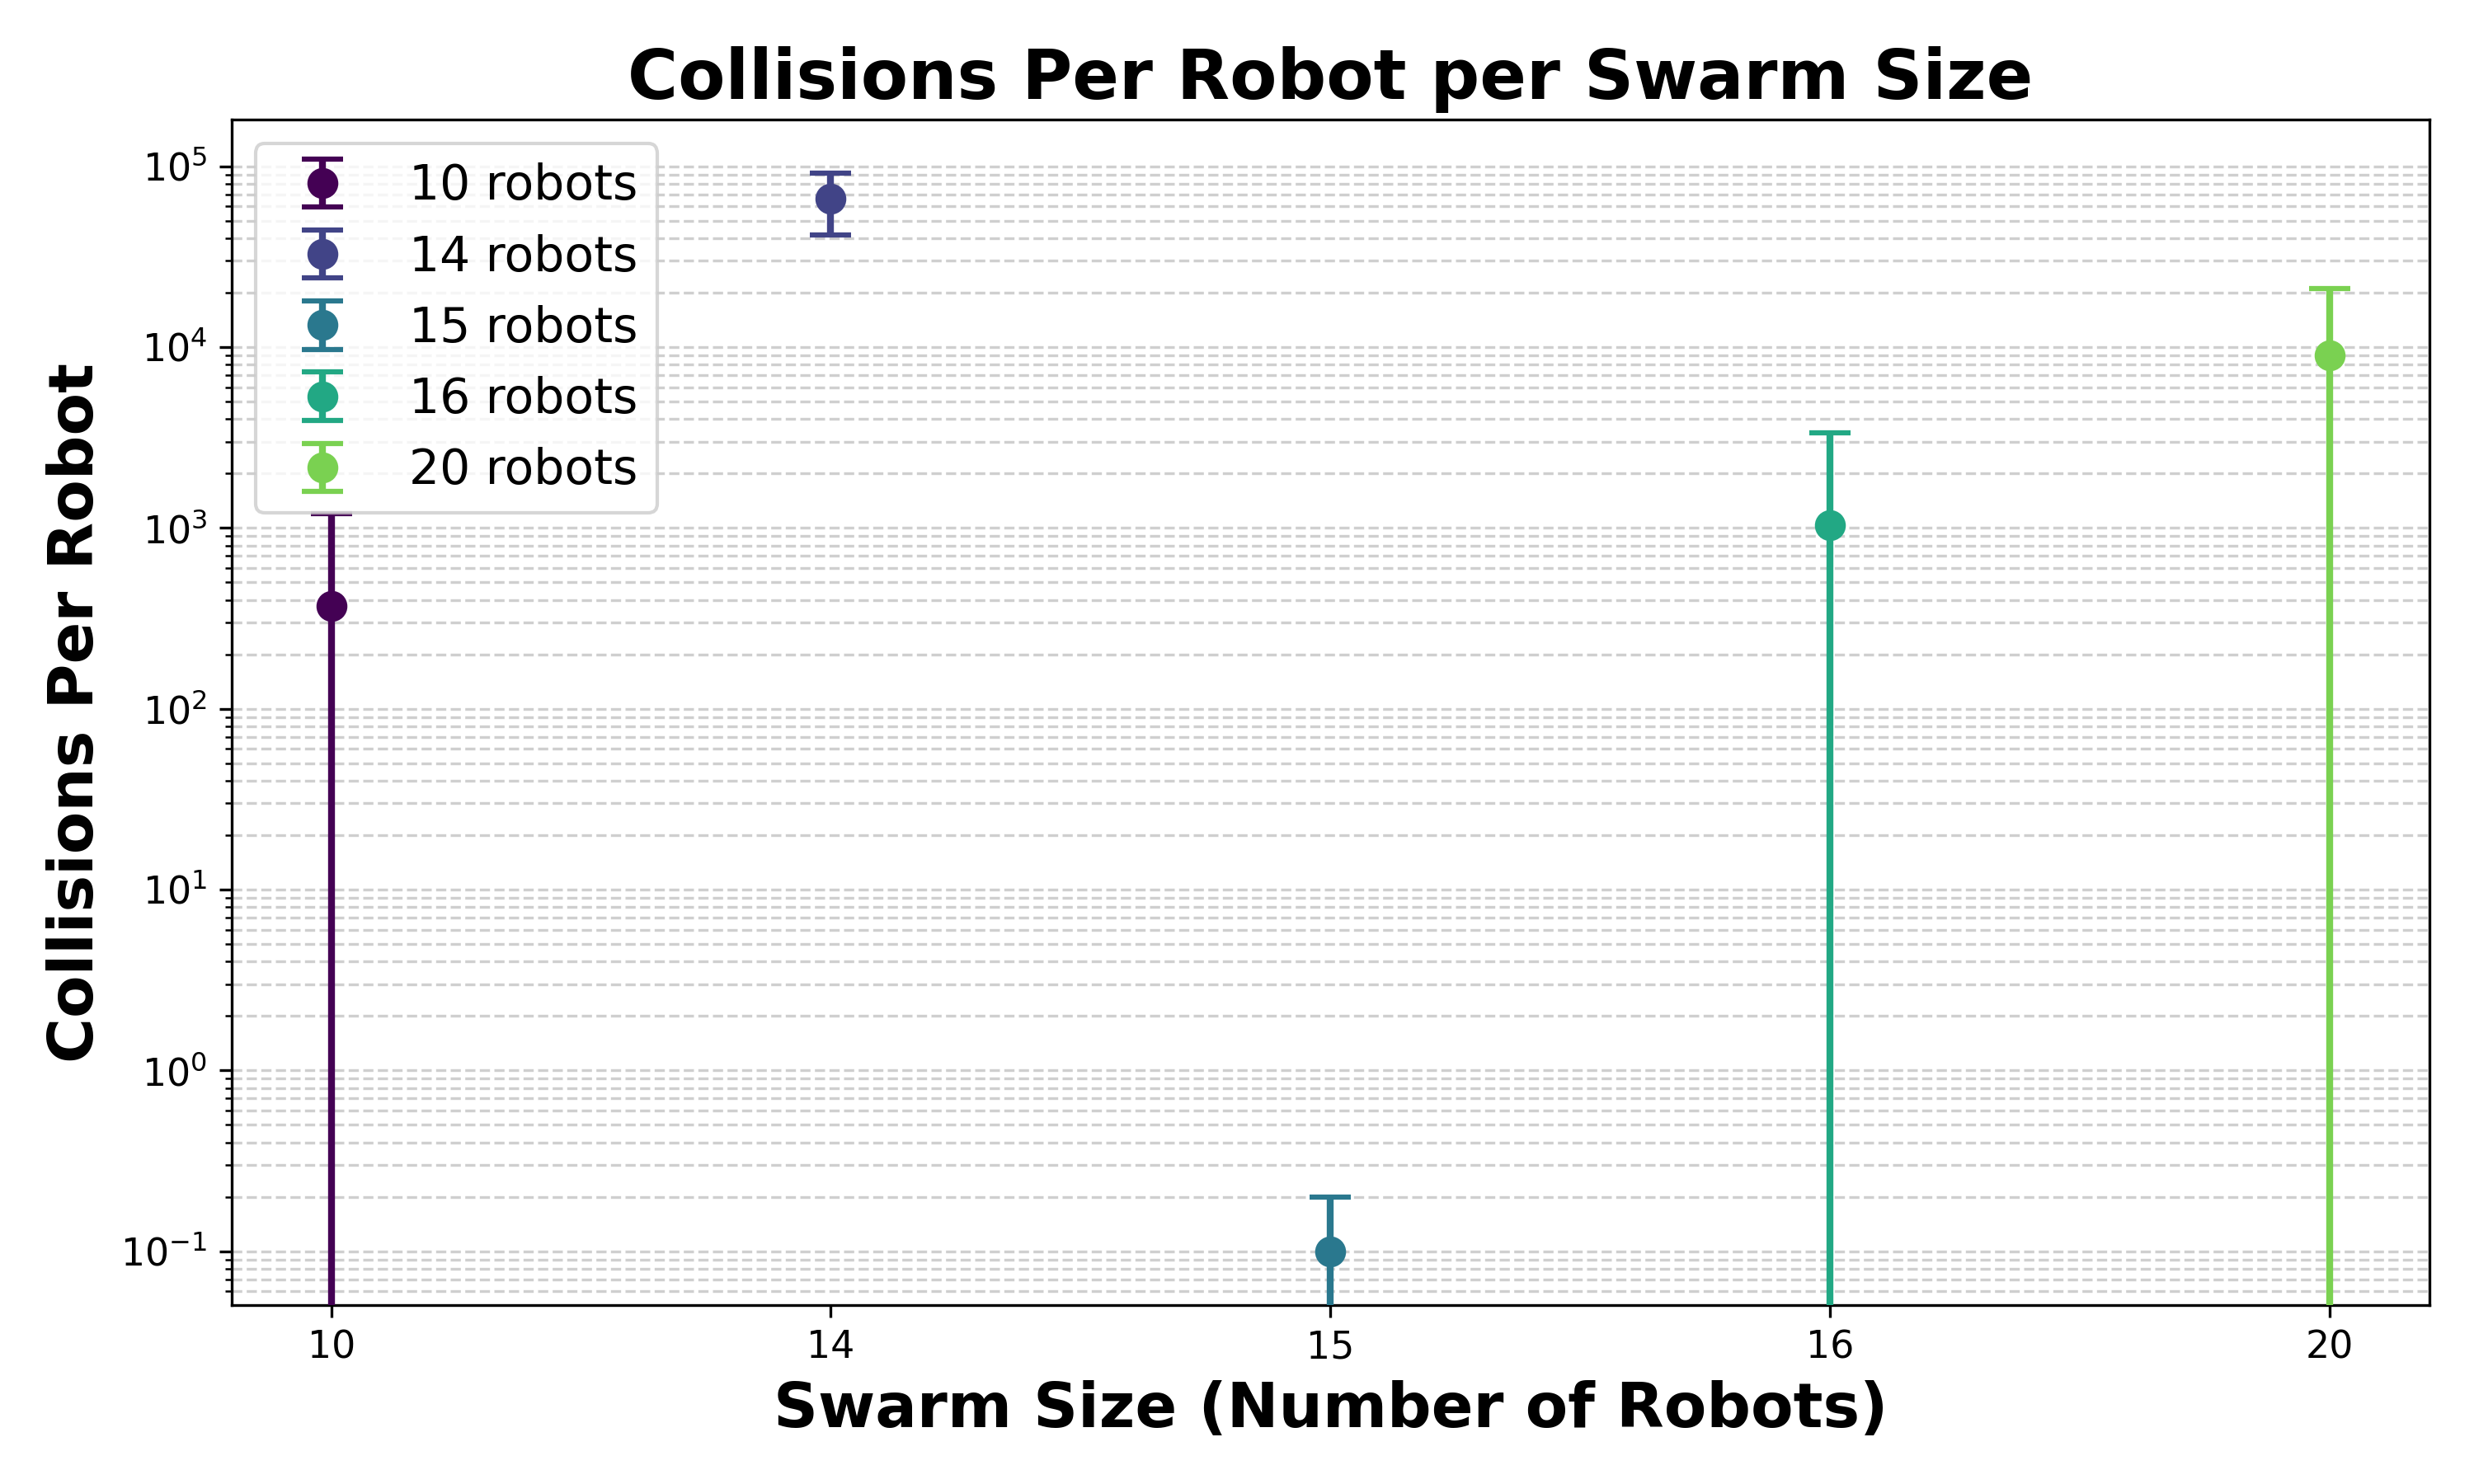 Collisions Per Robot per Swarm Size
Collisions Per Robot
10⁵
10⁴
10³
10²
10¹
10⁰
10⁻¹
10 robots
14 robots
15 robots
16 robots
20 robots
10 14 15 16 20
Swarm Size (Number of Robots)